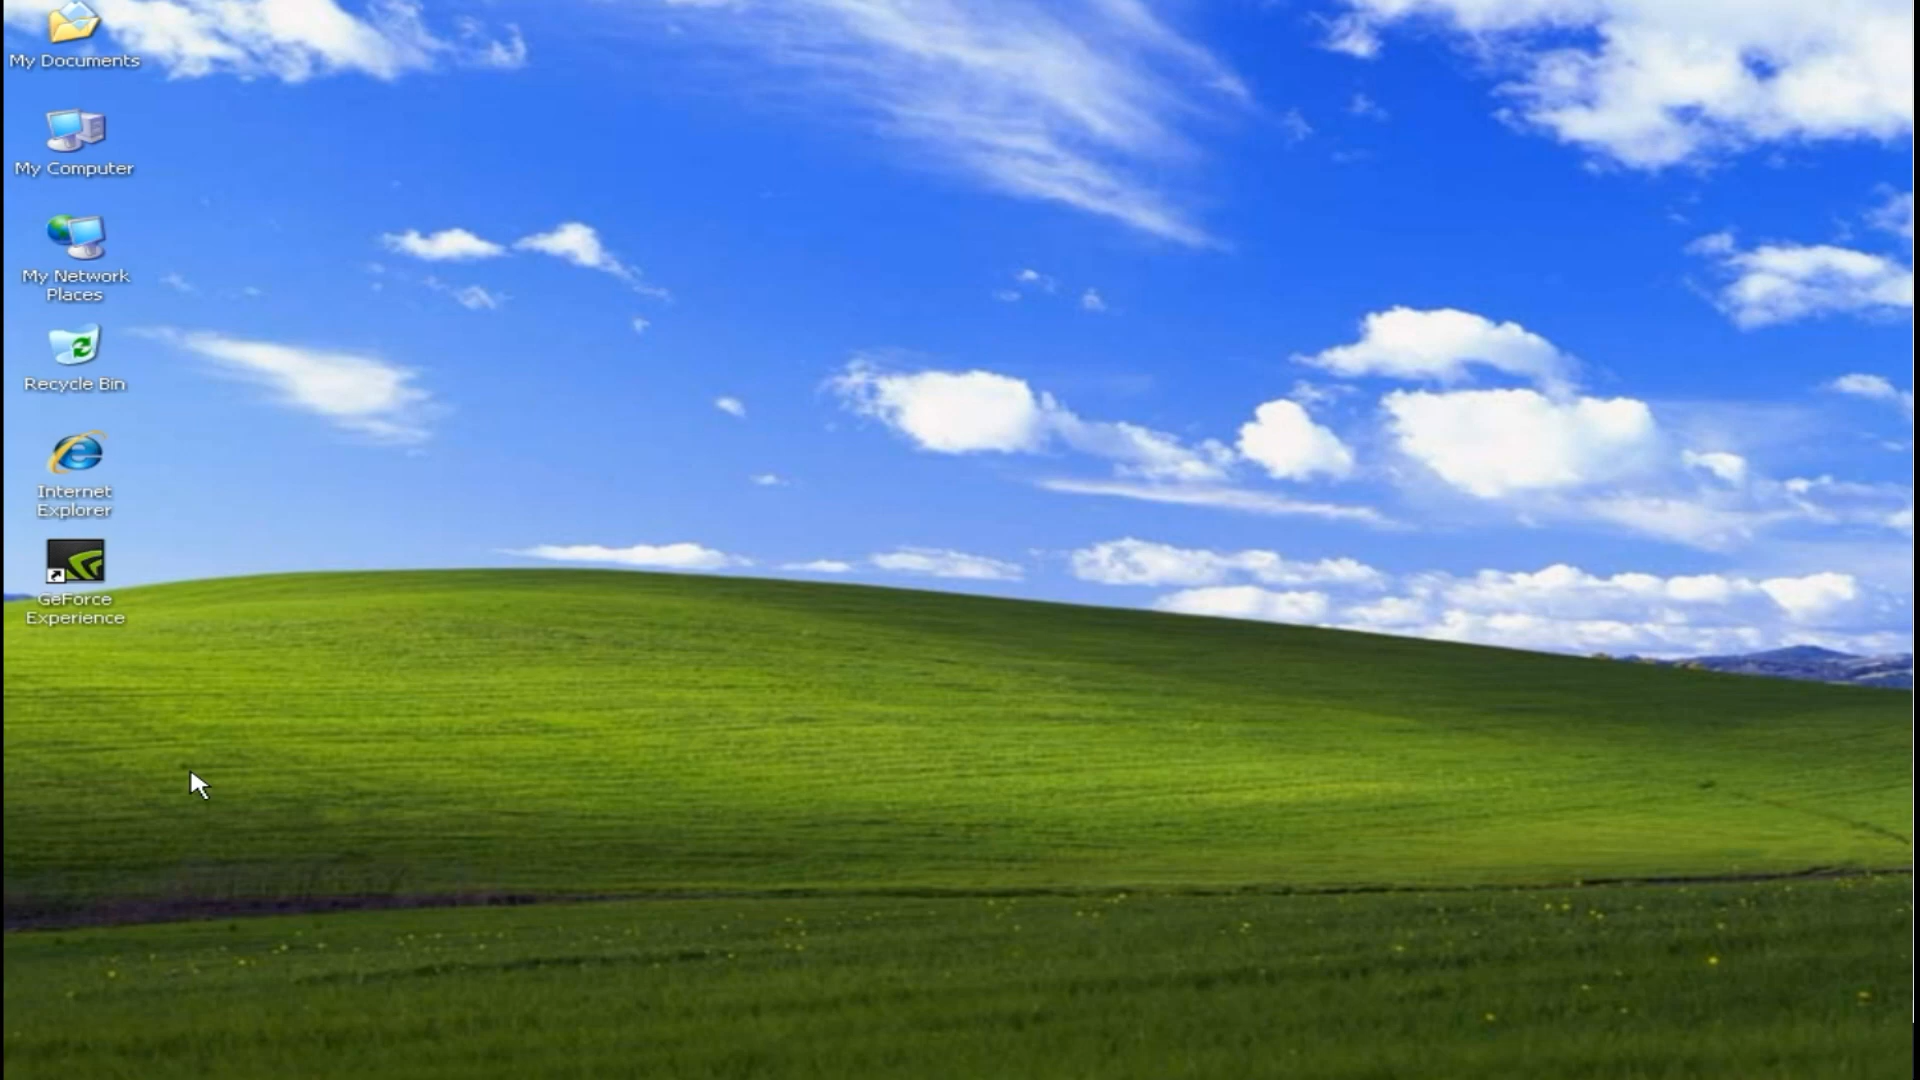 My Documents
My Computer
My Network
Places
Recycle Bin
Internet
Explorer
GeForce
Experience